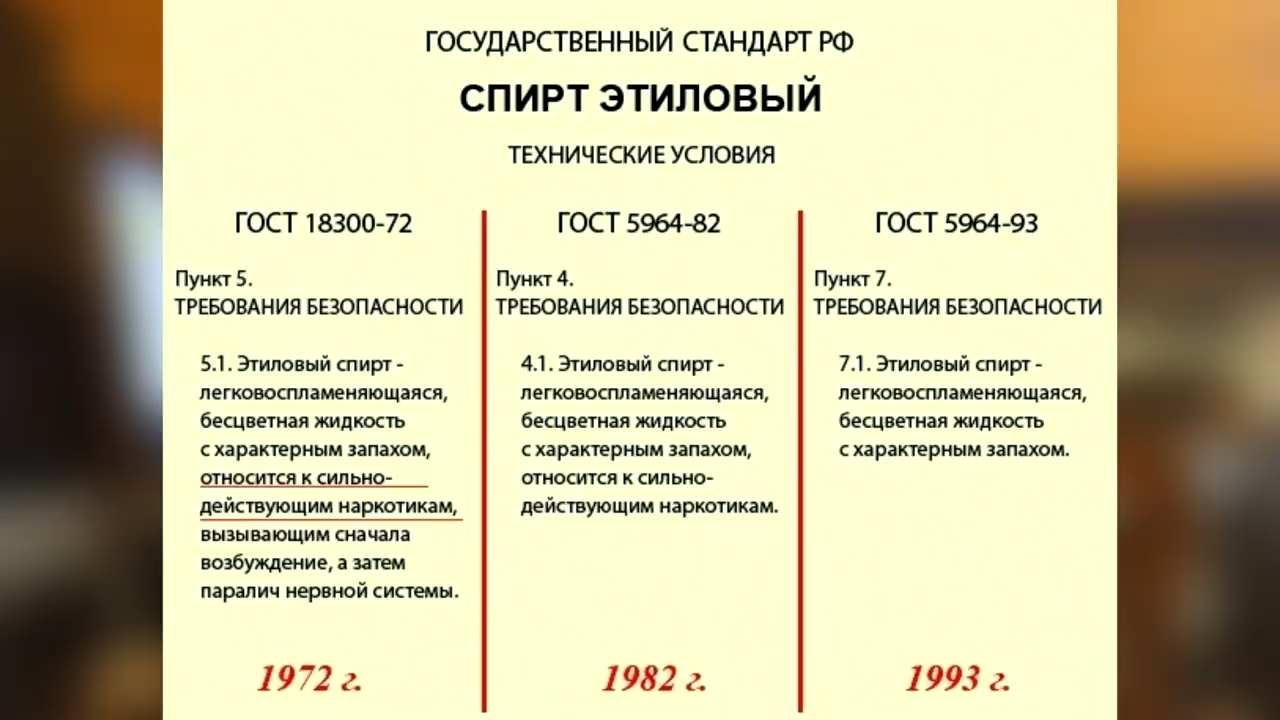 ГОСУДАРСТВЕННЫЙ СТАНДАРТ РФ
СПИРТ ЭТИЛОВЫЙ
ТЕХНИЧЕСКИЕ УСЛОВИЯ
ГОСТ 18300-72
Пункт 5.
ТРЕБОВАНИЯ БЕЗОПАСНОСТИ
5.1. Этиловый спирт -
легковоспламеняющаяся,
бесцветная жидкость
с характерным запахом,
относится к сильно-
действующим наркотикам,
вызывающим сначала
возбуждение, а затем
паралич нервной системы.
1972 г.
ГОСТ 5964-82
Пункт 4.
ТРЕБОВАНИЯ БЕЗОПАСНОСТИ
4.1. Этиловый спирт -
легковоспламеняющаяся,
бесцветная жидкость
с характерным запахом,
относится к сильно-
действующим наркотикам.
1982 г.
ГОСТ 5964-93
Пункт 7.
ТРЕБОВАНИЯ БЕЗОПАСНОСТИ
7.1. Этиловый спирт -
легковоспламеняющаяся,
бесцветная жидкость
с характерным запахом.
1993 г.